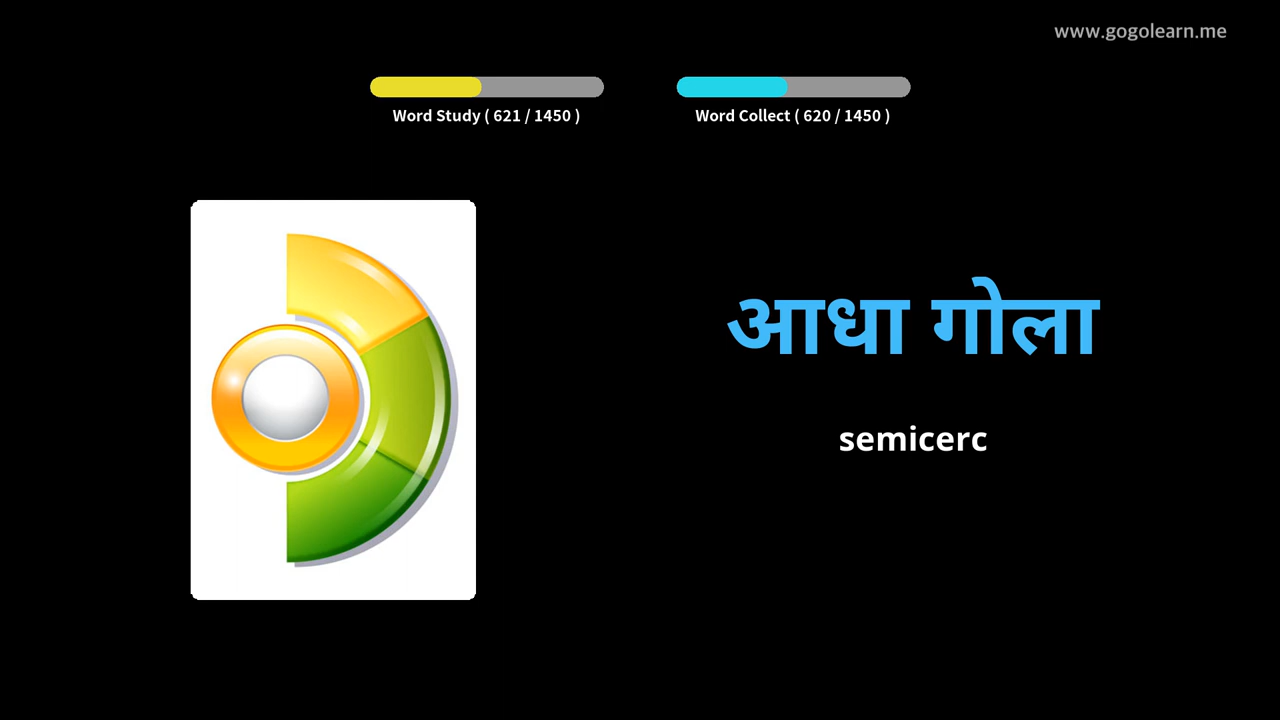 www.gogolearn.me
Word Study ( 621 / 1450 )
Word Collect ( 620 / 1450 )
आधा गोला
semicerc